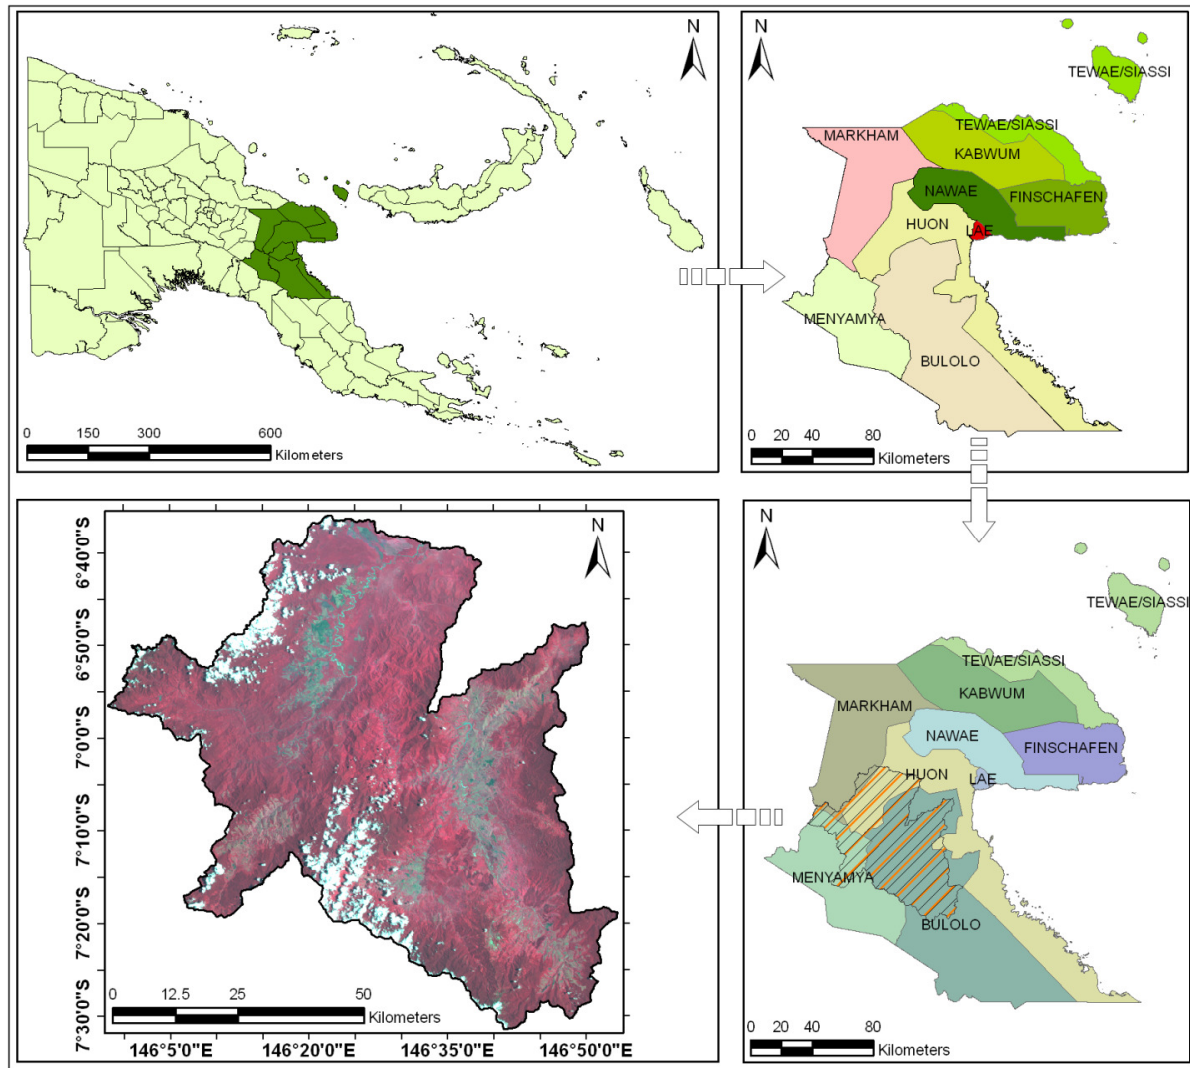 N
0 150 300 600
Kilometers
N
TEWAE/SIASSI
MARKHAM
TEWAE/SIASSI
KABWUM
NAWAE
FINSCHAFEN
HUON
LAE
MENYAMYA
BULOLO
0 20 40 80
Kilometers
N
6°40'0"S
6°50'0"S
7°0'0"S
7°10'0"S
7°20'0"S
7°30'0"S
0 12.5 25 50
Kilometers
146°5'0"E 146°20'0"E 146°35'0"E 146°50'0"E
N
TEWAE/SIASSI
TEWAE/SIASSI
KABWUM
MARKHAM
NAWAE
FINSCHAFEN
HUON
LAE
MENYAMYA
BULOLO
0 20 40 80
Kilometers